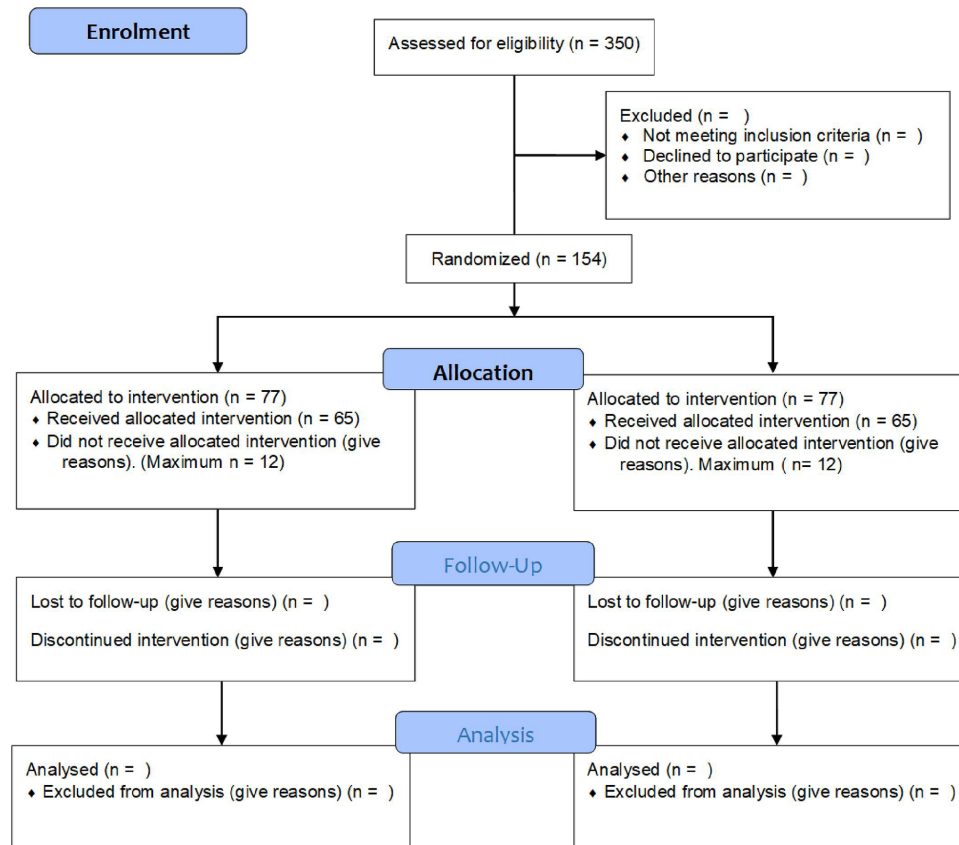 Enrolment
Assessed for eligibility (n = 350)
Excluded (n =   )
♦ Not meeting inclusion criteria (n =  )
♦ Declined to participate (n =  )
♦ Other reasons (n =  )
Randomized (n = 154)
Allocation
Allocated to intervention (n = 77)
♦ Received allocated intervention (n = 65)
♦ Did not receive allocated intervention (give
reasons). (Maximum n = 12)
Allocated to intervention (n = 77)
♦ Received allocated intervention (n = 65)
♦ Did not receive allocated intervention (give
reasons). Maximum ( n= 12)
Follow-Up
Lost to follow-up (give reasons) (n =  )
Discontinued intervention (give reasons) (n =  )
Lost to follow-up (give reasons) (n =  )
Discontinued intervention (give reasons) (n =  )
Analysis
Analysed (n =  )
♦ Excluded from analysis (give reasons) (n =  )
Analysed (n =  )
♦ Excluded from analysis (give reasons) (n =  )